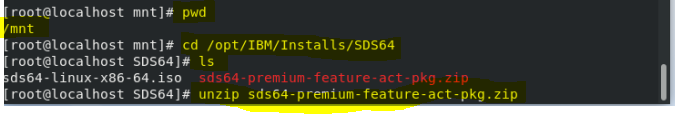 [root@localhost mnt]# pwd
/mnt
[root@localhost mnt]# cd /opt/IBM/Installs/SDS64
[root@localhost SDS64]# ls
sds64-linux-x86-64.iso  sds64-premium-feature-act-pkg.zip
[root@localhost SDS64]# unzip sds64-premium-feature-act-pkg.zip